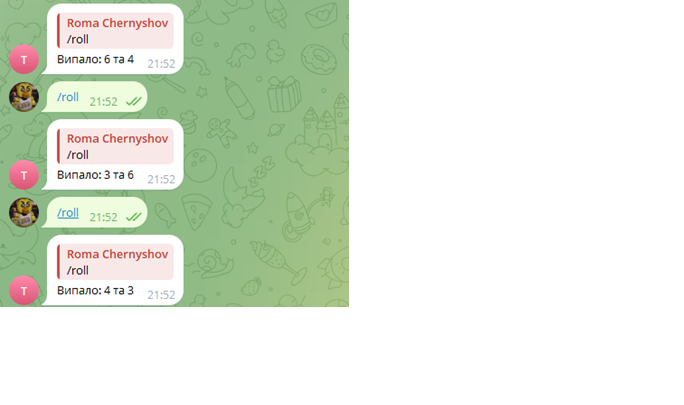 Roma Chernyshov
/roll
Випало: 6 та 4 21:52
T
/roll 21:52
Roma Chernyshov
/roll
Випало: 3 та 6 21:52
T
/roll 21:52
Roma Chernyshov
/roll
Випало: 4 та 3 21:52
T